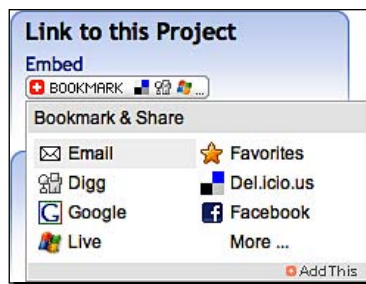 Link to this Project
Embed
BOOKMARK ...
Bookmark & Share
Email Favorites
Digg Del.icio.us
Google Facebook
Live More ...
AddThis